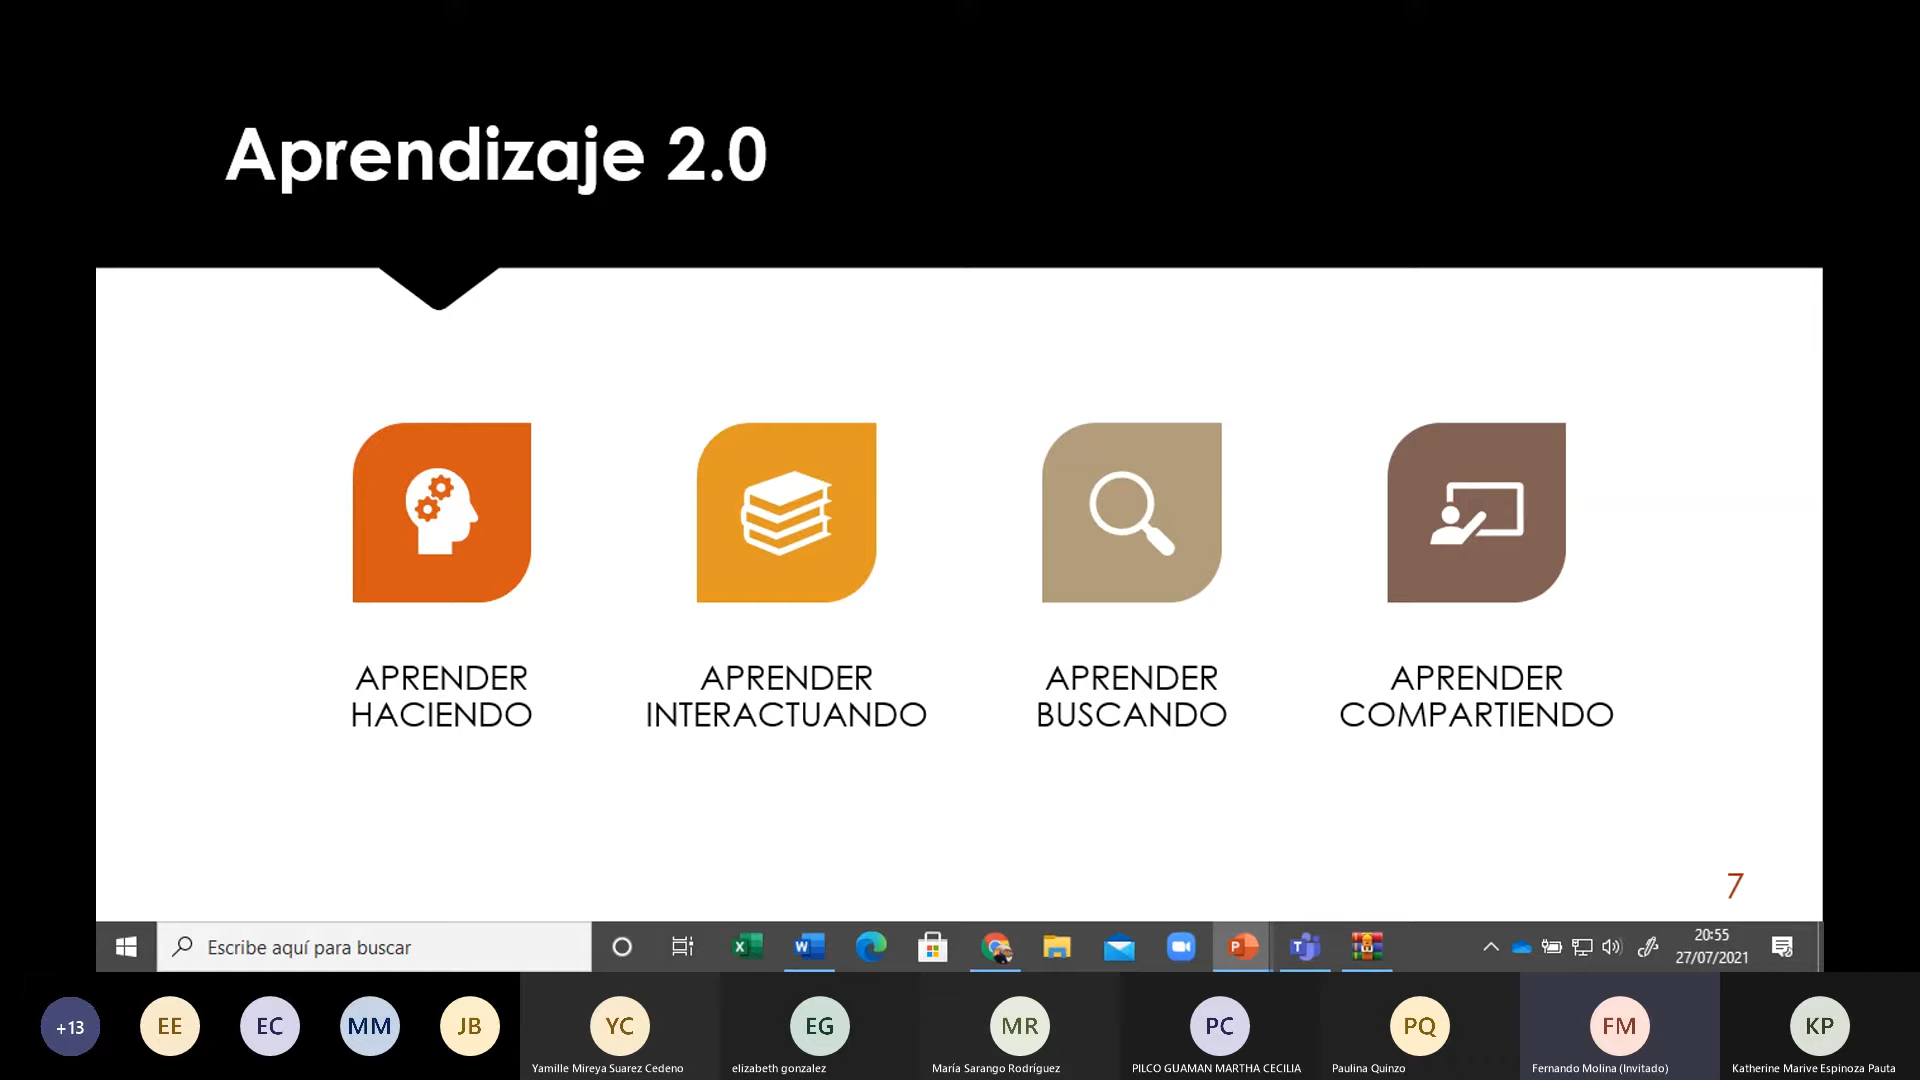 Aprendizaje 2.0
APRENDER
HACIENDO
APRENDER
INTERACTUANDO
APRENDER
BUSCANDO
APRENDER
COMPARTIENDO
7
Escribe aquí para buscar
20:55
27/07/2021
+13
EE
EC
MM
JB
YC
Yamille Mireya Suarez Cedeno
EG
elizabeth gonzalez
MR
María Sarango Rodríguez
PC
PILCO GUAMAN MARTHA CECILIA
PQ
Paulina Quinzo
FM
Fernando Molina (Invitado)
KP
Katherine Marive Espinoza Pauta